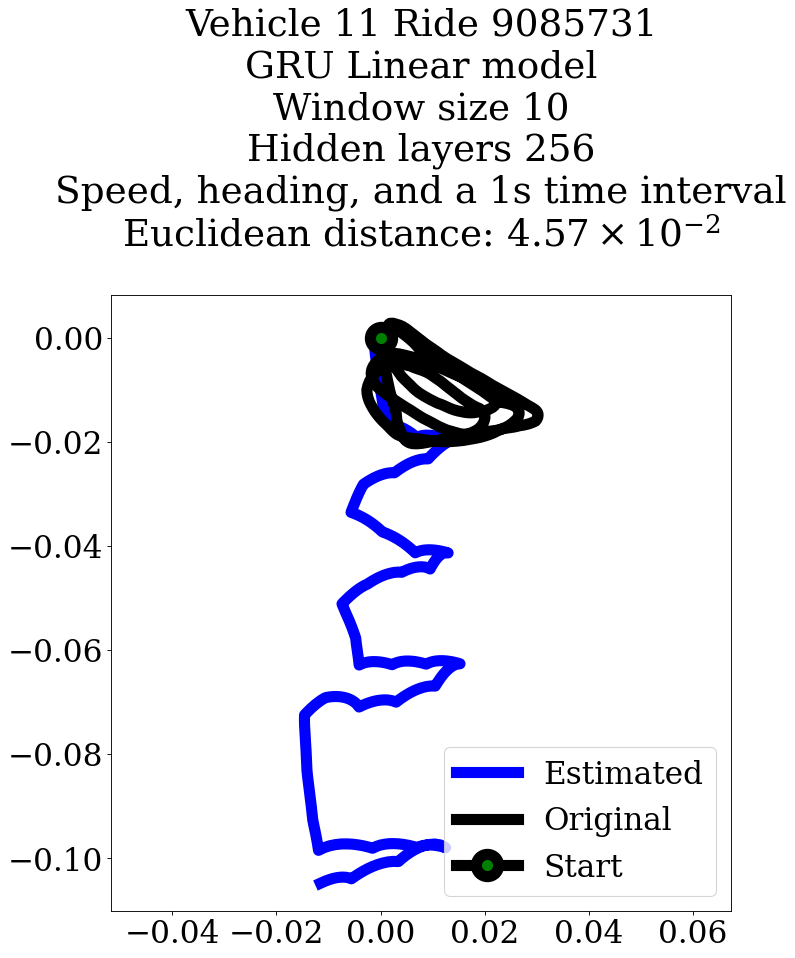 Vehicle 11 Ride 9085731
GRU Linear model
Window size 10
Hidden layers 256
Speed, heading, and a 1s time interval
Euclidean distance: 4.57 × 10⁻²
0.00
−0.02
−0.04
−0.06
−0.08
−0.10
Estimated
Original
Start
−0.04 −0.02 0.00 0.02 0.04 0.06